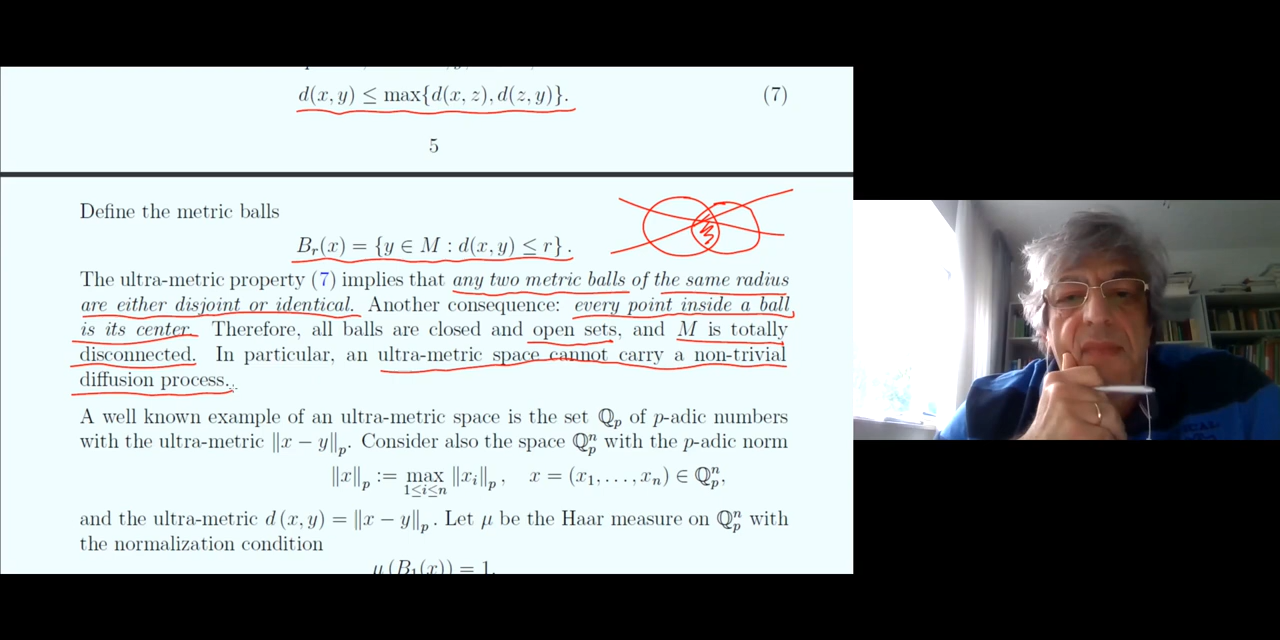 d(x, y) ≤ max{d(x, z), d(z, y)}. (7)
5
Define the metric balls
B_r(x) = {y ∈ M : d(x, y) ≤ r} .
The ultra-metric property (7) implies that any two metric balls of the same radius
are either disjoint or identical. Another consequence: every point inside a ball
is its center. Therefore, all balls are closed and open sets, and M is totally
disconnected. In particular, an ultra-metric space cannot carry a non-trivial
diffusion process.
A well known example of an ultra-metric space is the set ℚ_p of p-adic numbers
with the ultra-metric ‖x − y‖_p. Consider also the space ℚ_p^n with the p-adic norm
‖x‖_p := max_{1≤i≤n} ‖x_i‖_p, x = (x_1, . . . , x_n) ∈ ℚ_p^n,
and the ultra-metric d (x, y) = ‖x − y‖_p. Let μ be the Haar measure on ℚ_p^n with
the normalization condition
μ (B_1(x)) = 1.